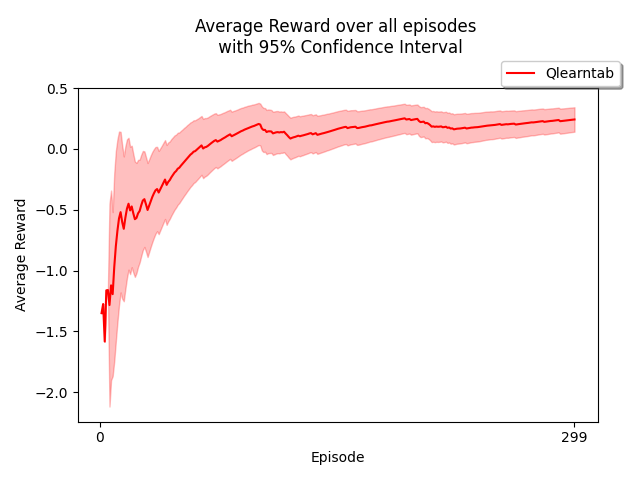 Average Reward over all episodes
with 95% Confidence Interval
Qlearntab
0.5
0.0
−0.5
−1.0
−1.5
−2.0
Average Reward
0
299
Episode